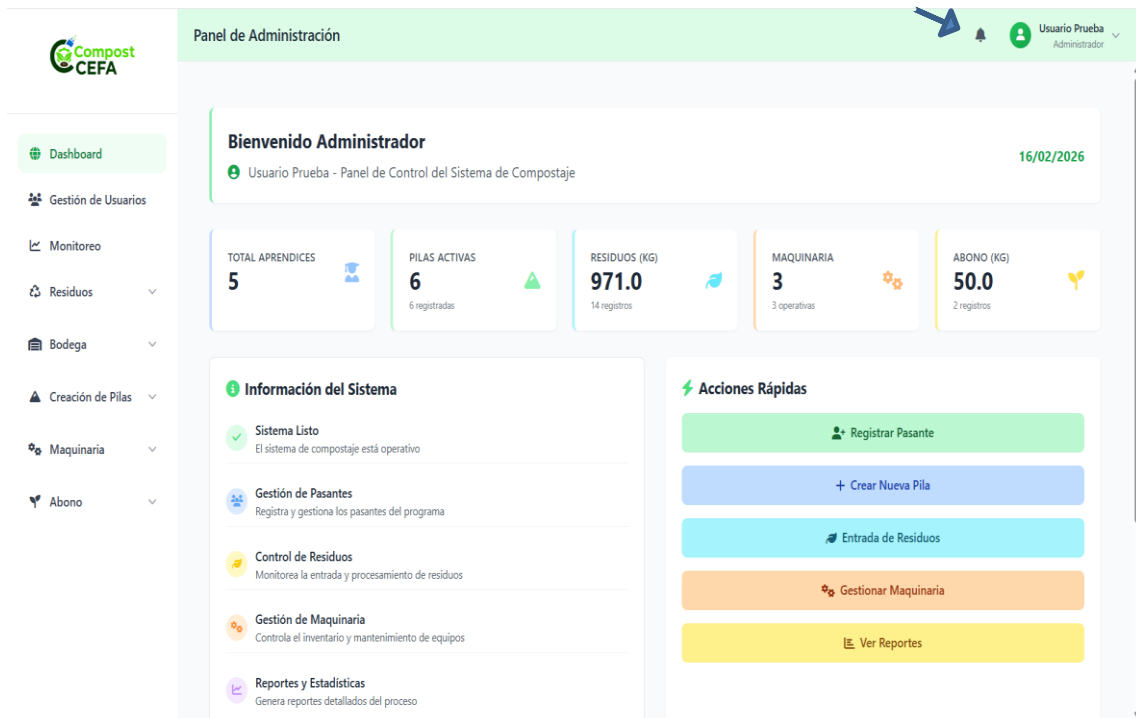 Compost
CEFA
Panel de Administración
Usuario Prueba
Administrador
Dashboard
Gestión de Usuarios
Monitoreo
Residuos
Bodega
Creación de Pilas
Maquinaria
Abono
Bienvenido Administrador
Usuario Prueba - Panel de Control del Sistema de Compostaje
16/02/2026
TOTAL APRENDICES
5
PILAS ACTIVAS
6
6 registradas
RESIDUOS (KG)
971.0
14 registros
MAQUINARIA
3
3 operativas
ABONO (KG)
50.0
2 registros
Información del Sistema
Sistema Listo
El sistema de compostaje está operativo
Gestión de Pasantes
Registra y gestiona los pasantes del programa
Control de Residuos
Monitorea la entrada y procesamiento de residuos
Gestión de Maquinaria
Controla el inventario y mantenimiento de equipos
Reportes y Estadísticas
Genera reportes detallados del proceso
Acciones Rápidas
Registrar Pasante
Crear Nueva Pila
Entrada de Residuos
Gestionar Maquinaria
Ver Reportes